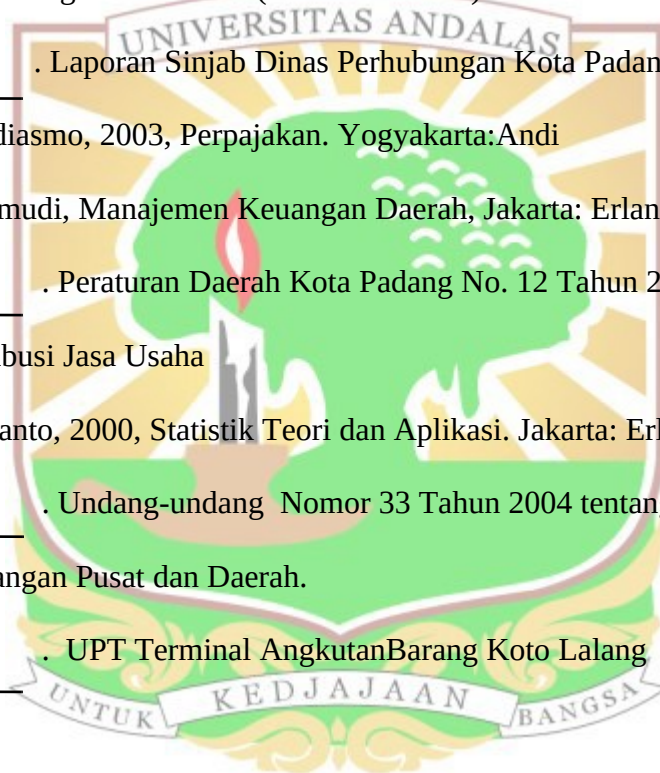 UNIVERSITAS ANDALAS
. Laporan Sinjab Dinas Perhubungan Kota Padan
diasmo, 2003, Perpajakan. Yogyakarta:Andi
mudi, Manajemen Keuangan Daerah, Jakarta: Erlan
. Peraturan Daerah Kota Padang No. 12 Tahun 2
busi Jasa Usaha
anto, 2000, Statistik Teori dan Aplikasi. Jakarta: Erl
. Undang-undang Nomor 33 Tahun 2004 tentang
angan Pusat dan Daerah.
. UPT Terminal AngkutanBarang Koto Lalang
UNTUK KEDJAJAAN BANGSA